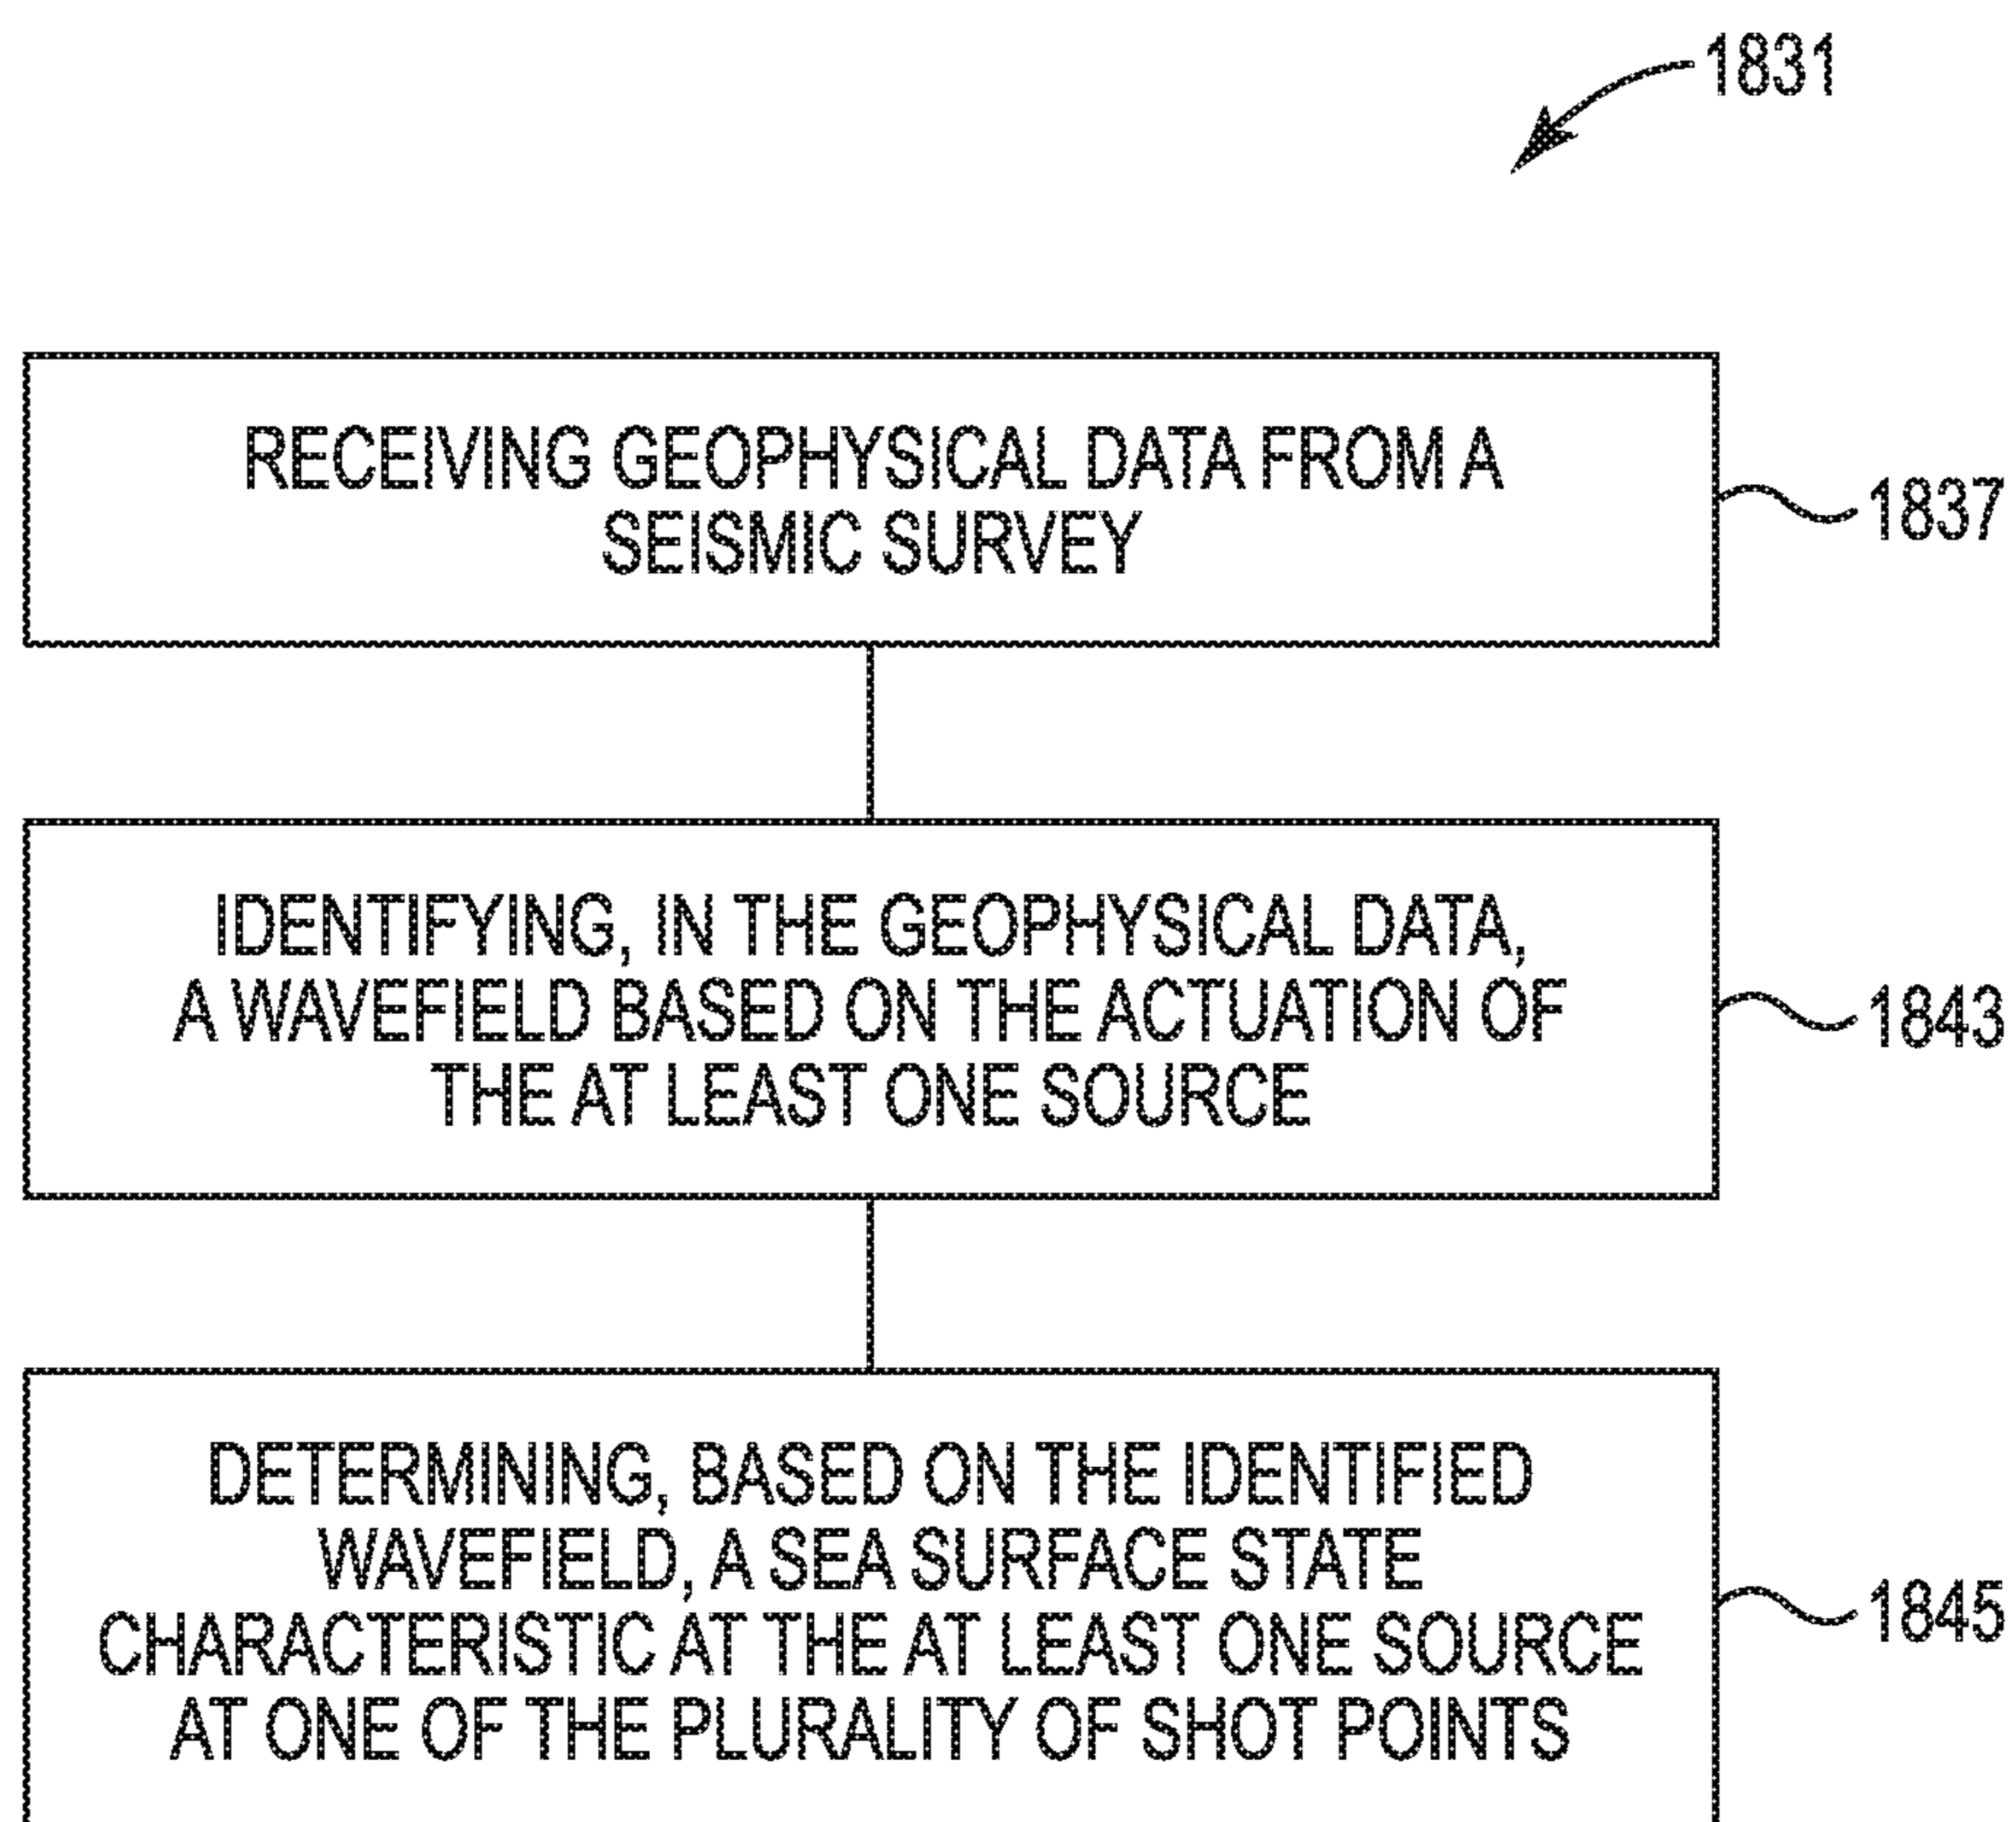 1831
RECEIVING GEOPHYSICAL DATA FROM A
SEISMIC SURVEY
1837
IDENTIFYING, IN THE GEOPHYSICAL DATA,
A WAVEFIELD BASED ON THE ACTUATION OF
THE AT LEAST ONE SOURCE
1843
DETERMINING, BASED ON THE IDENTIFIED
WAVEFIELD, A SEA SURFACE STATE
CHARACTERISTIC AT THE AT LEAST ONE SOURCE
AT ONE OF THE PLURALITY OF SHOT POINTS
1845